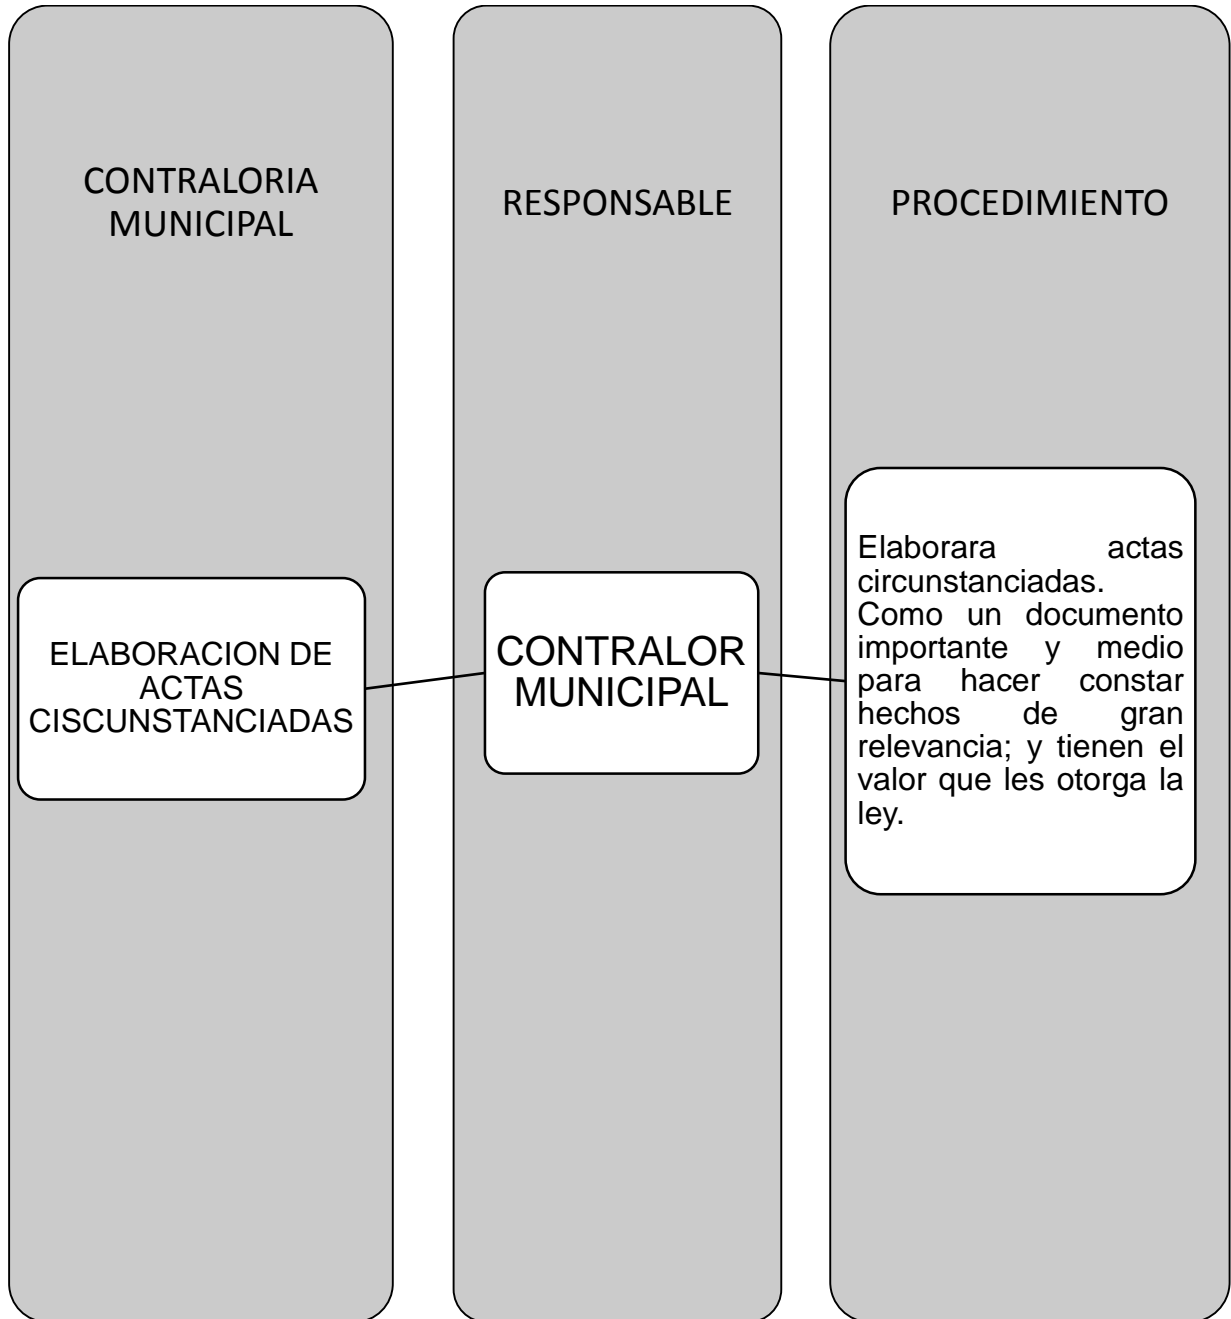 CONTRALORIA
MUNICIPAL
RESPONSABLE
PROCEDIMIENTO
ELABORACION DE
ACTAS
CISCUNSTANCIADAS
CONTRALOR
MUNICIPAL
Elaborara actas
circunstanciadas.
Como un documento
importante y medio
para hacer constar
hechos de gran
relevancia; y tienen el
valor que les otorga la
ley.